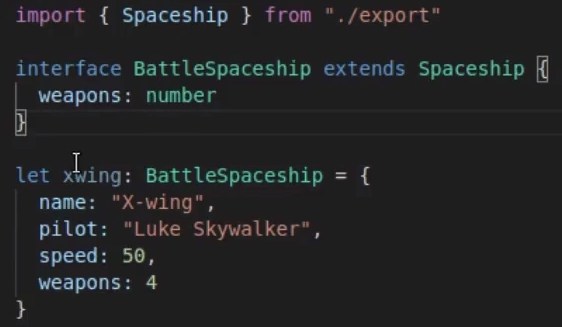 import { Spaceship } from "./export"
interface BattleSpaceship extends Spaceship {
weapons: number
}
let xwing: BattleSpaceship = {
name: "X-wing",
pilot: "Luke Skywalker",
speed: 50,
weapons: 4
}